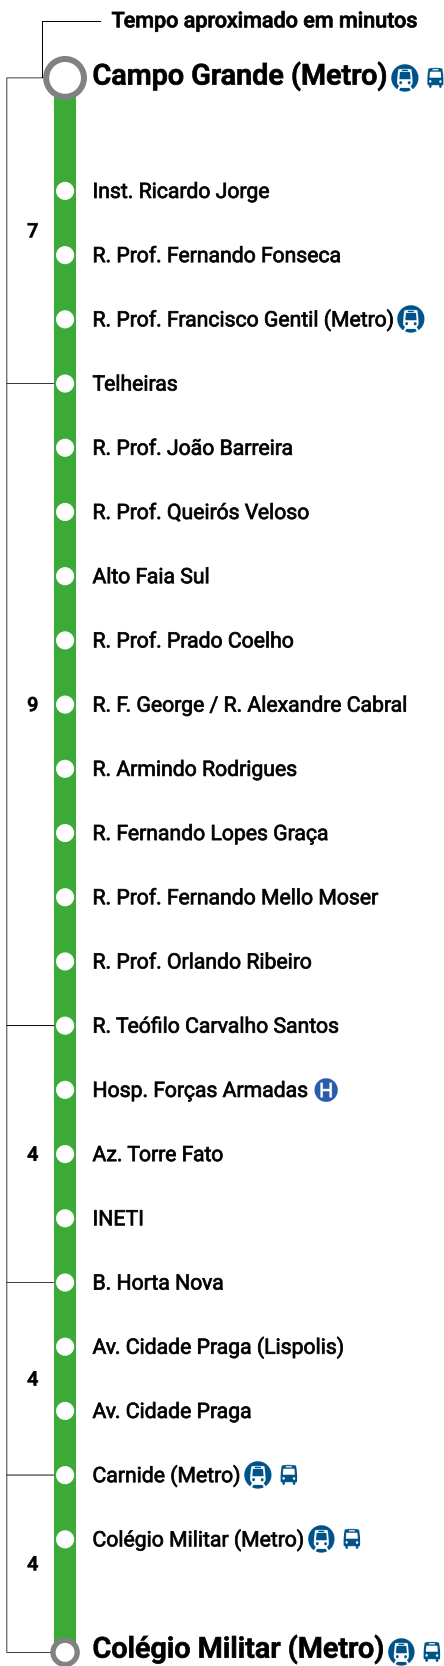 Tempo aproximado em minutos
Campo Grande (Metro)
Inst. Ricardo Jorge
7
R. Prof. Fernando Fonseca
R. Prof. Francisco Gentil (Metro)
Telheiras
R. Prof. João Barreira
R. Prof. Queirós Veloso
Alto Faia Sul
R. Prof. Prado Coelho
9
R. F. George / R. Alexandre Cabral
R. Armindo Rodrigues
R. Fernando Lopes Graça
R. Prof. Fernando Mello Moser
R. Prof. Orlando Ribeiro
R. Teófilo Carvalho Santos
Hosp. Forças Armadas H
4
Az. Torre Fato
INETI
B. Horta Nova
Av. Cidade Praga (Lispolis)
4
Av. Cidade Praga
Carnide (Metro)
Colégio Militar (Metro)
4
Colégio Militar (Metro)